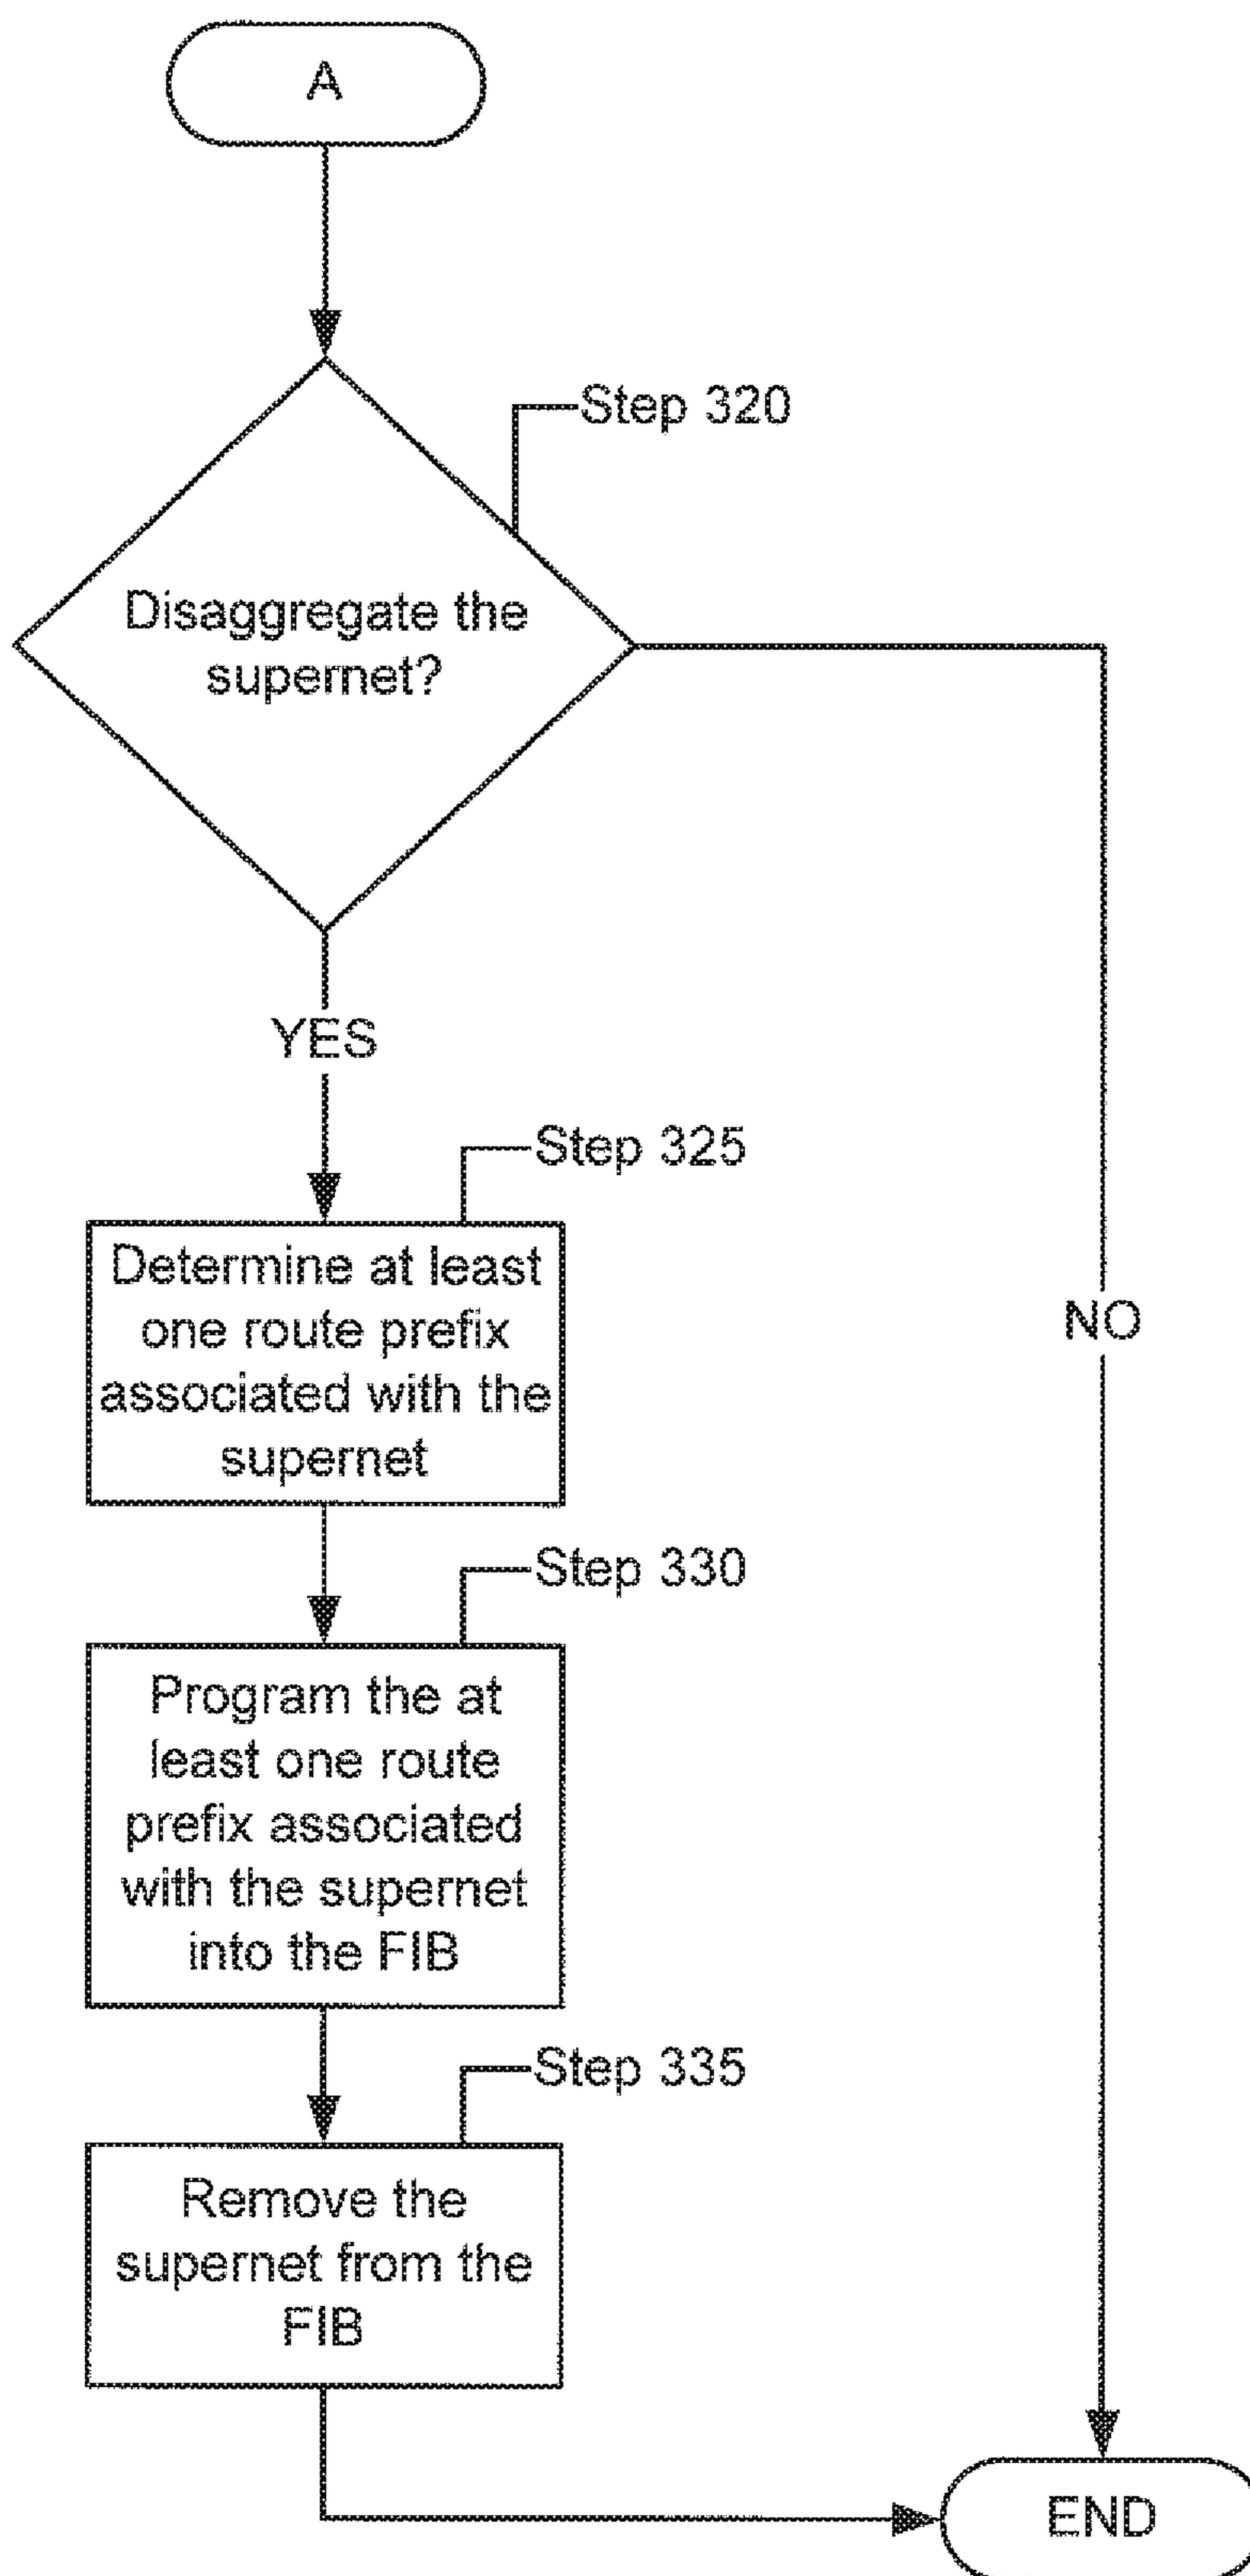 A
Step 320
Disaggregate the
supernet?
YES
Step 325
Determine at least
one route prefix
associated with the
supernet
NO
Step 330
Program the at
least one route
prefix associated
with the supernet
into the FIB
Step 335
Remove the
supernet from the
FIB
END